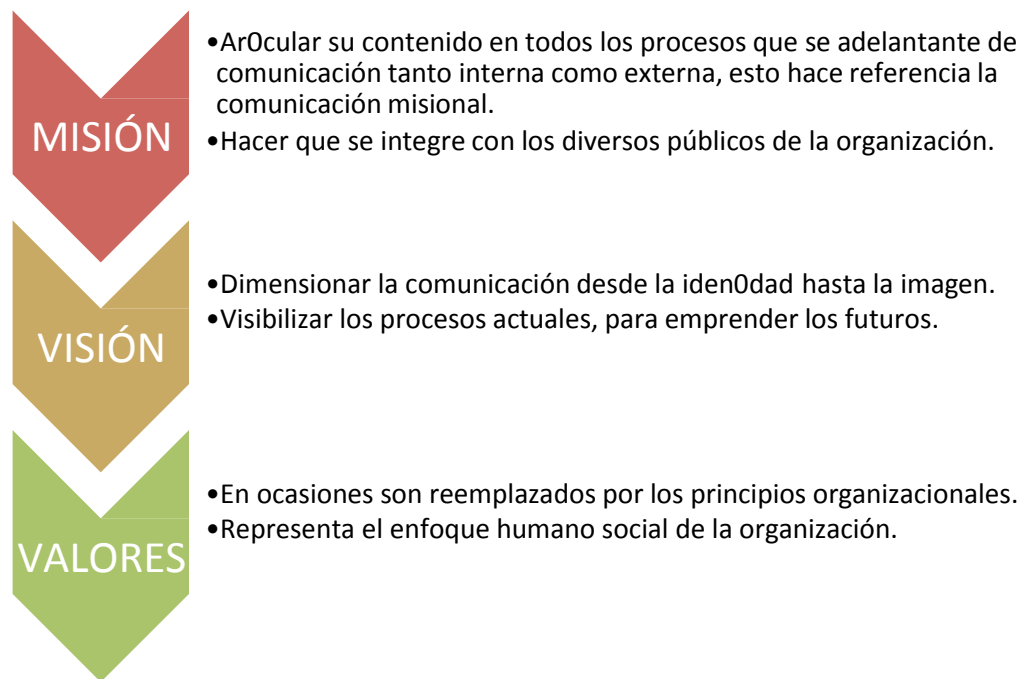 MISIÓN
•Ar0cular su contenido en todos los procesos que se adelantante de
comunicación tanto interna como externa, esto hace referencia la
comunicación misional.
•Hacer que se integre con los diversos públicos de la organización.
VISIÓN
•Dimensionar la comunicación desde la iden0dad hasta la imagen.
•Visibilizar los procesos actuales, para emprender los futuros.
VALORES
•En ocasiones son reemplazados por los principios organizacionales.
•Representa el enfoque humano social de la organización.